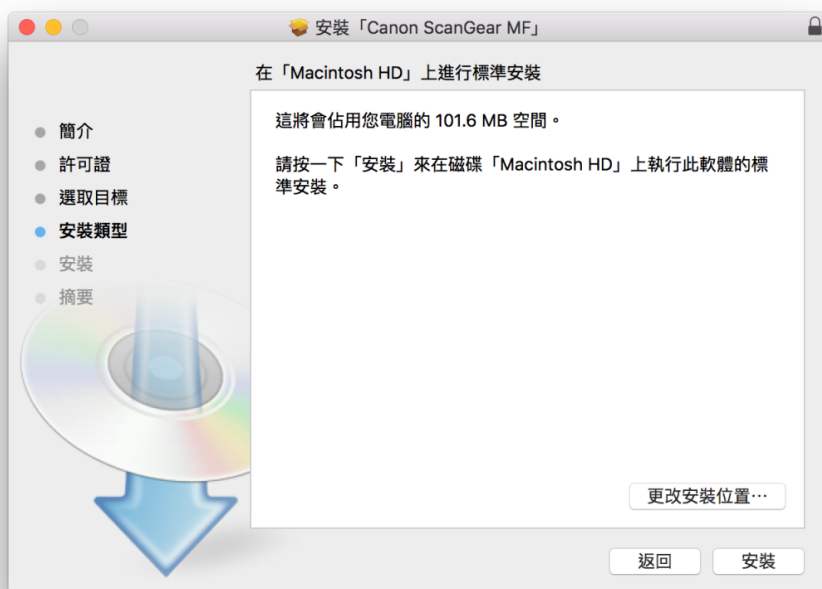 安裝「Canon ScanGear MF」
在「Macintosh HD」上進行標準安裝
簡介
許可證
選取目標
安裝類型
安裝
摘要
這將會佔用您電腦的 101.6 MB 空間。
請按一下「安裝」來在磁碟「Macintosh HD」上執行此軟體的標
準安裝。
更改安裝位置⋯
返回
安裝